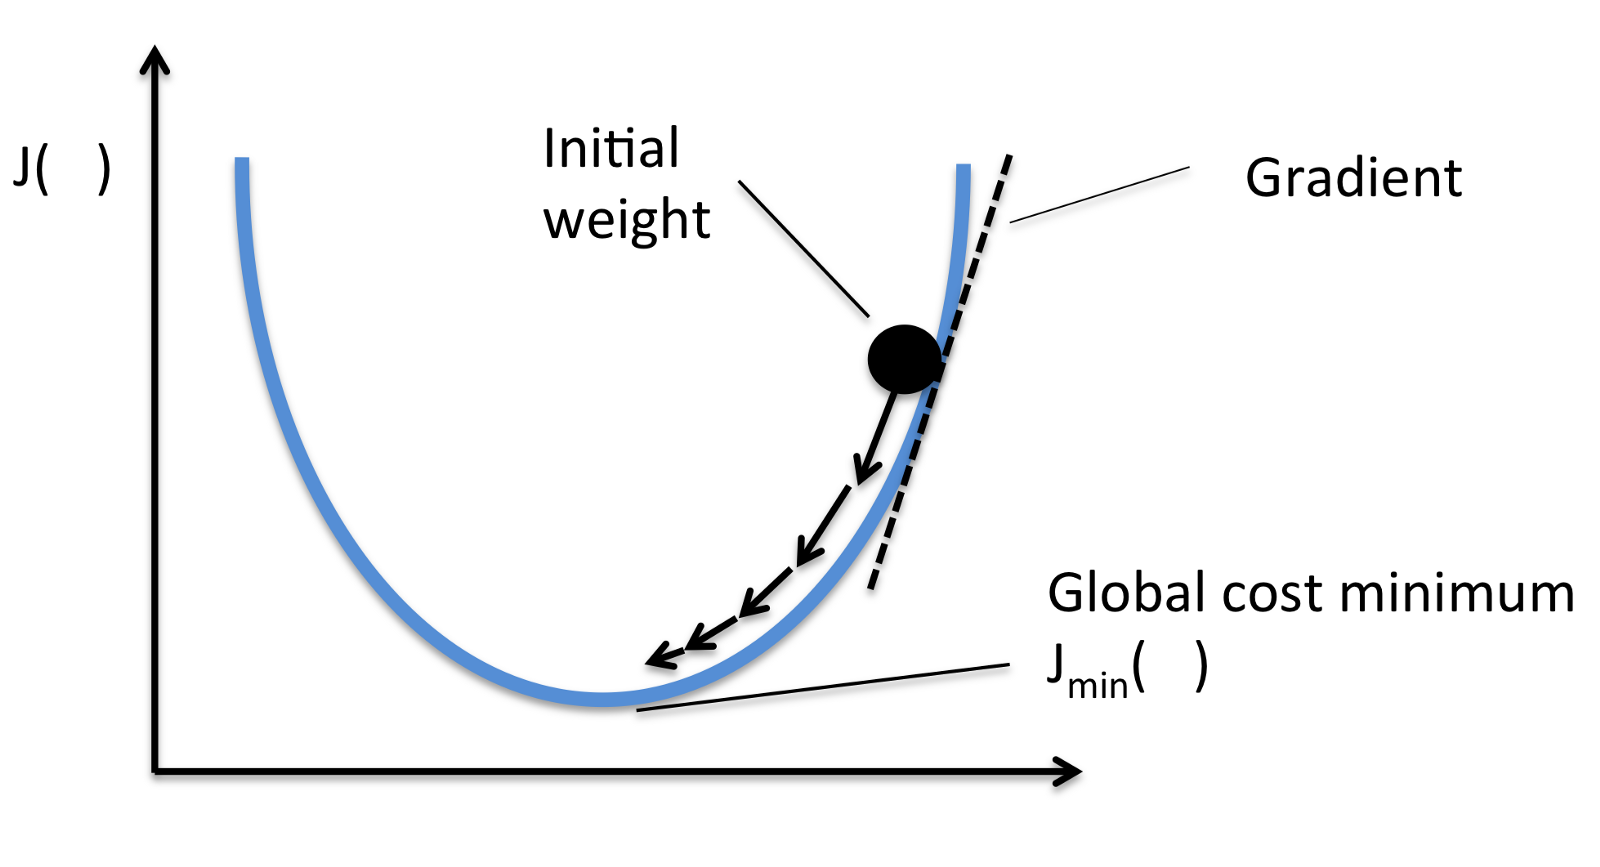 J( )
Initial
weight
Gradient
Global cost minimum
Jmin( )